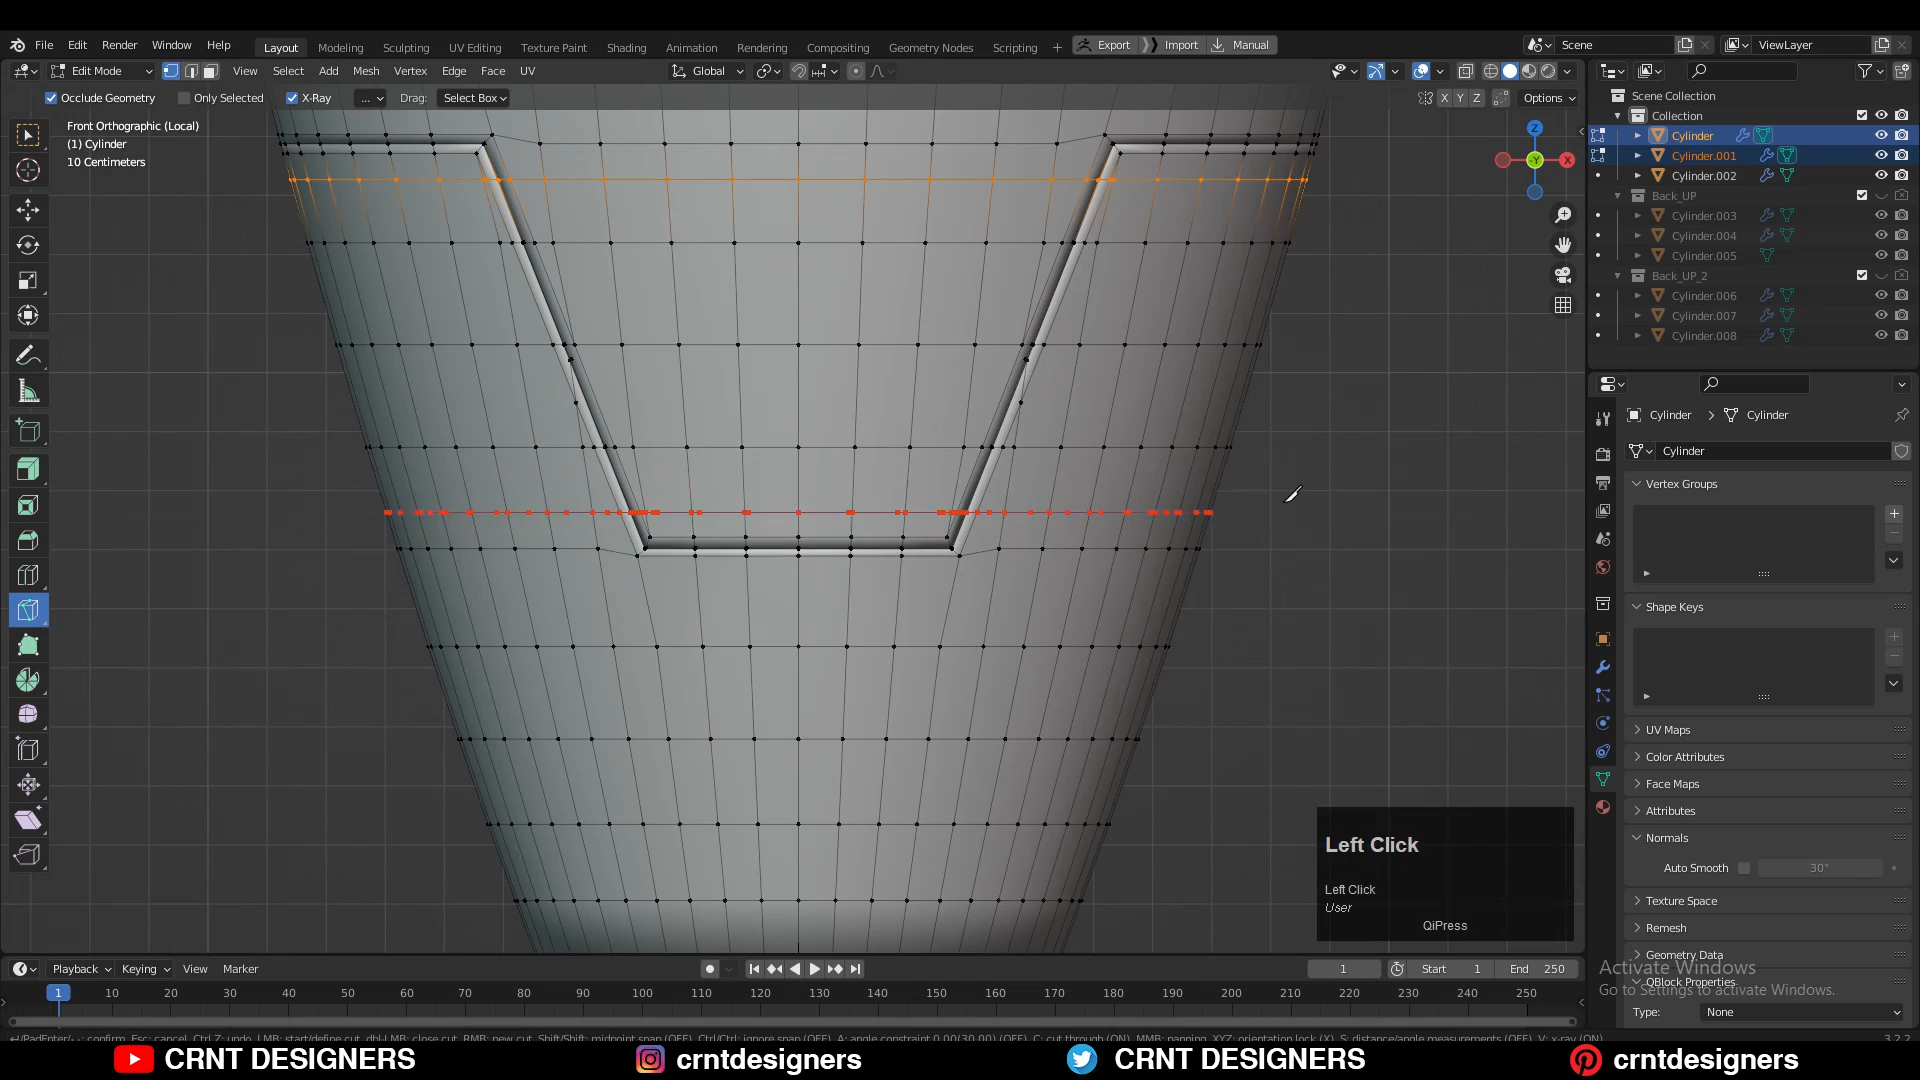 File Edit Render Window Help
Layout Modeling Sculpting UV Editing Texture Paint Shading Animation Rendering Compositing Geometry Nodes Scripting + Export Import Manual
Scene ViewLayer
Edit Mode View Select Add Mesh Vertex Edge Face UV Global
Occlude Geometry Only Selected X-Ray ... Drag: Select Box X Y Z Options
Front Orthographic (Local)
(1) Cylinder
10 Centimeters
Z
-Y
X
Scene Collection
Collection
Cylinder
Cylinder.001
Cylinder.002
Back_UP
Cylinder.003
Cylinder.004
Cylinder.005
Back_UP_2
Cylinder.006
Cylinder.007
Cylinder.008
Cylinder > Cylinder
Cylinder
Vertex Groups
Shape Keys
UV Maps
Color Attributes
Face Maps
Attributes
Normals
Auto Smooth 30°
Texture Space
Remesh
Geometry Data
QBlock Properties
Type: None
Activate Windows
Go to Settings to activate Windows.
Left Click
Left Click
User
QiPress
Playback Keying View Marker 1 Start 1 End 250
1 10 20 30 40 50 60 70 80 90 100 110 120 130 140 150 160 170 180 190 200 210 220 230 240 250
CRNT DESIGNERS crntdesigners CRNT DESIGNERS crntdesigners